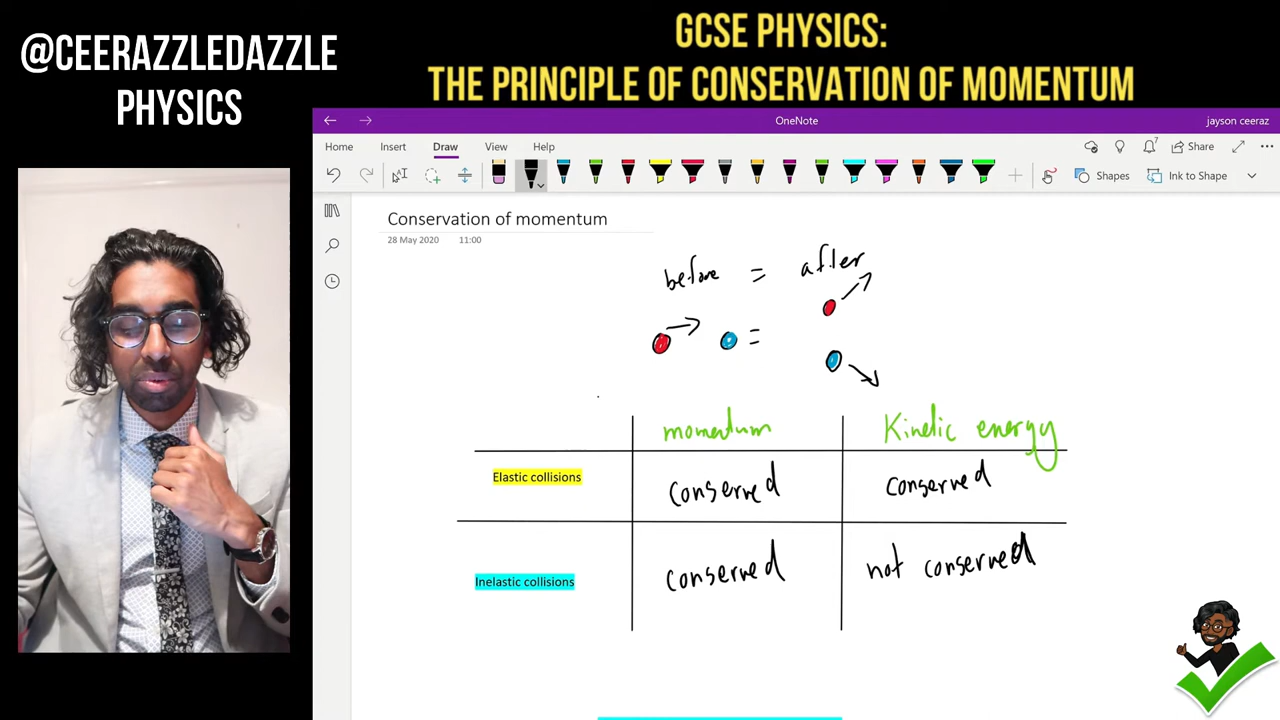 @CEERAZZLEDAZZLE
PHYSICS
GCSE PHYSICS:
THE PRINCIPLE OF CONSERVATION OF MOMENTUM
OneNote
jayson ceeraz
Home Insert Draw View Help
7
Share
Shapes
Ink to Shape
Conservation of momentum
28 May 2020 11:00
before = after
=
momentum Kinetic energy
Elastic collisions conserved conserved
Inelastic collisions conserved not conserved